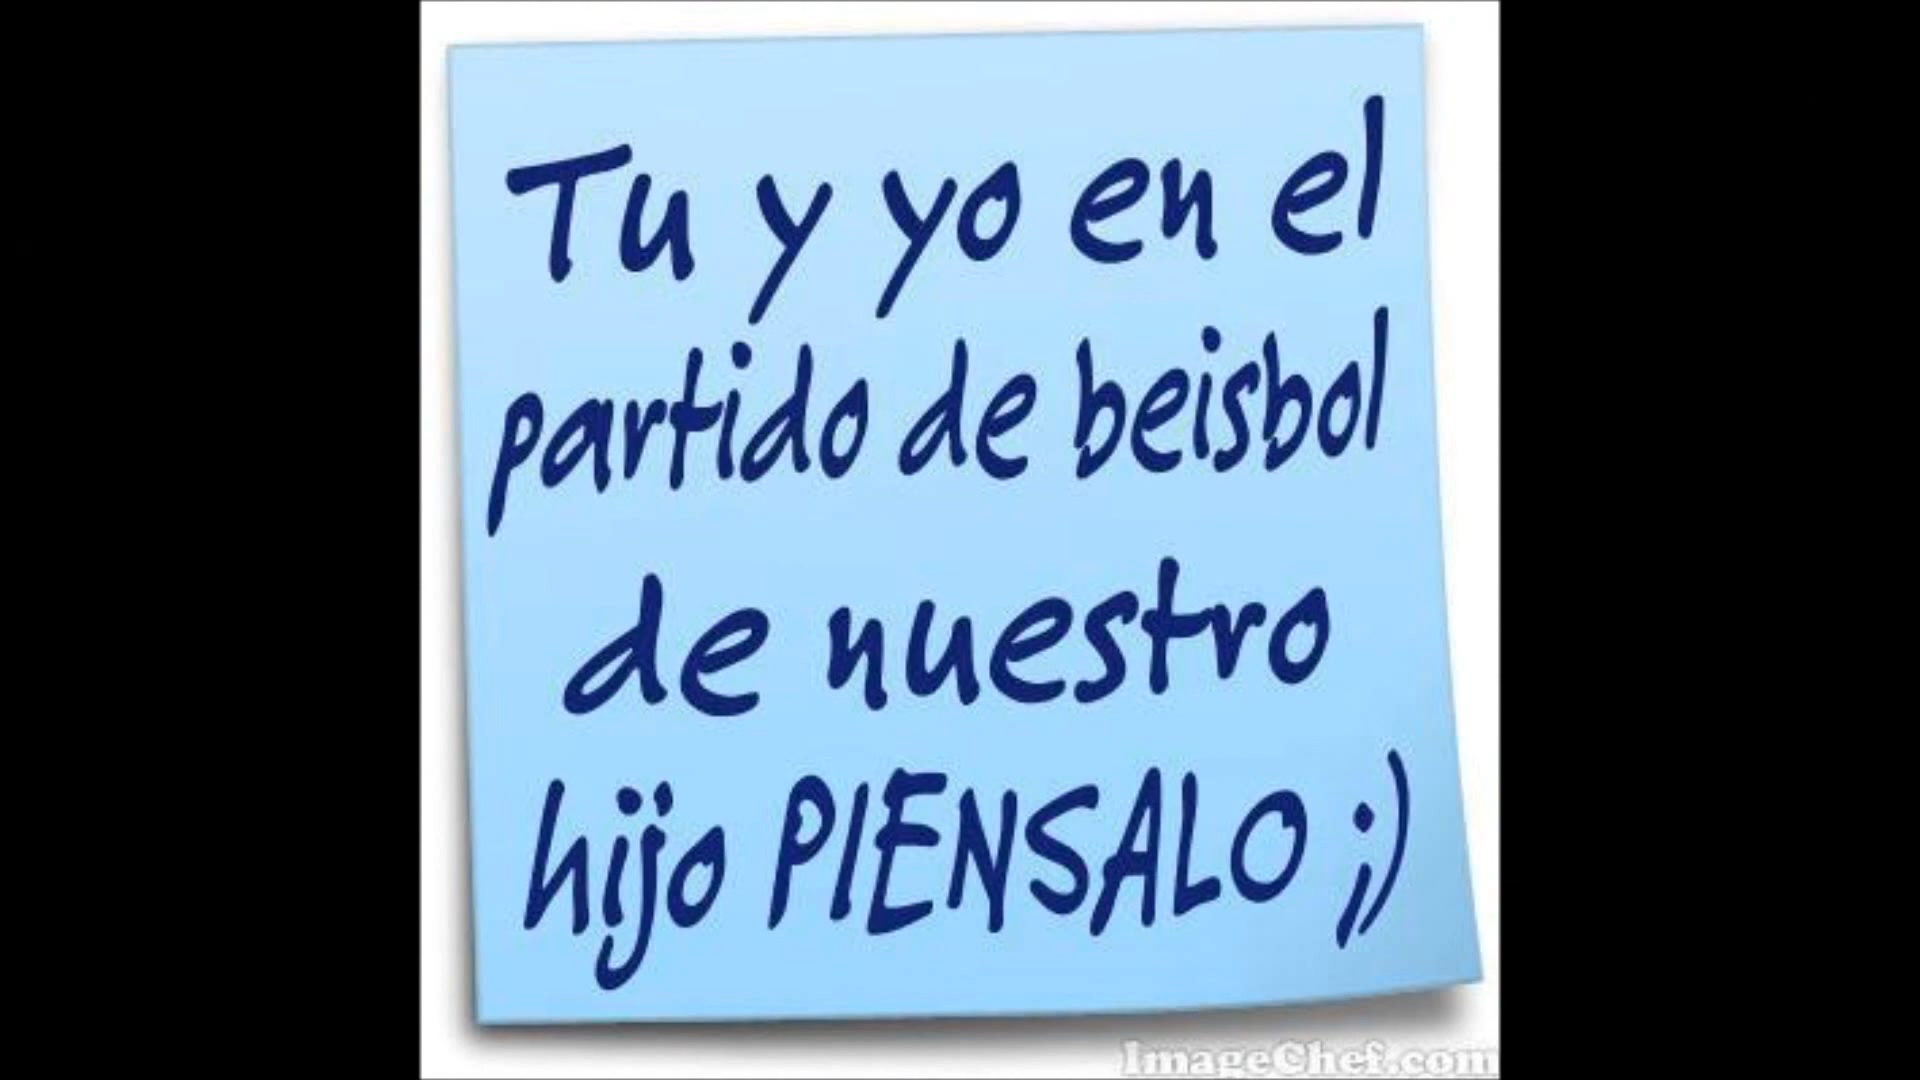 Tu y yo en el
partido de beisbol
de nuestro
hijo PIENSALO ;)
ImageChef.com